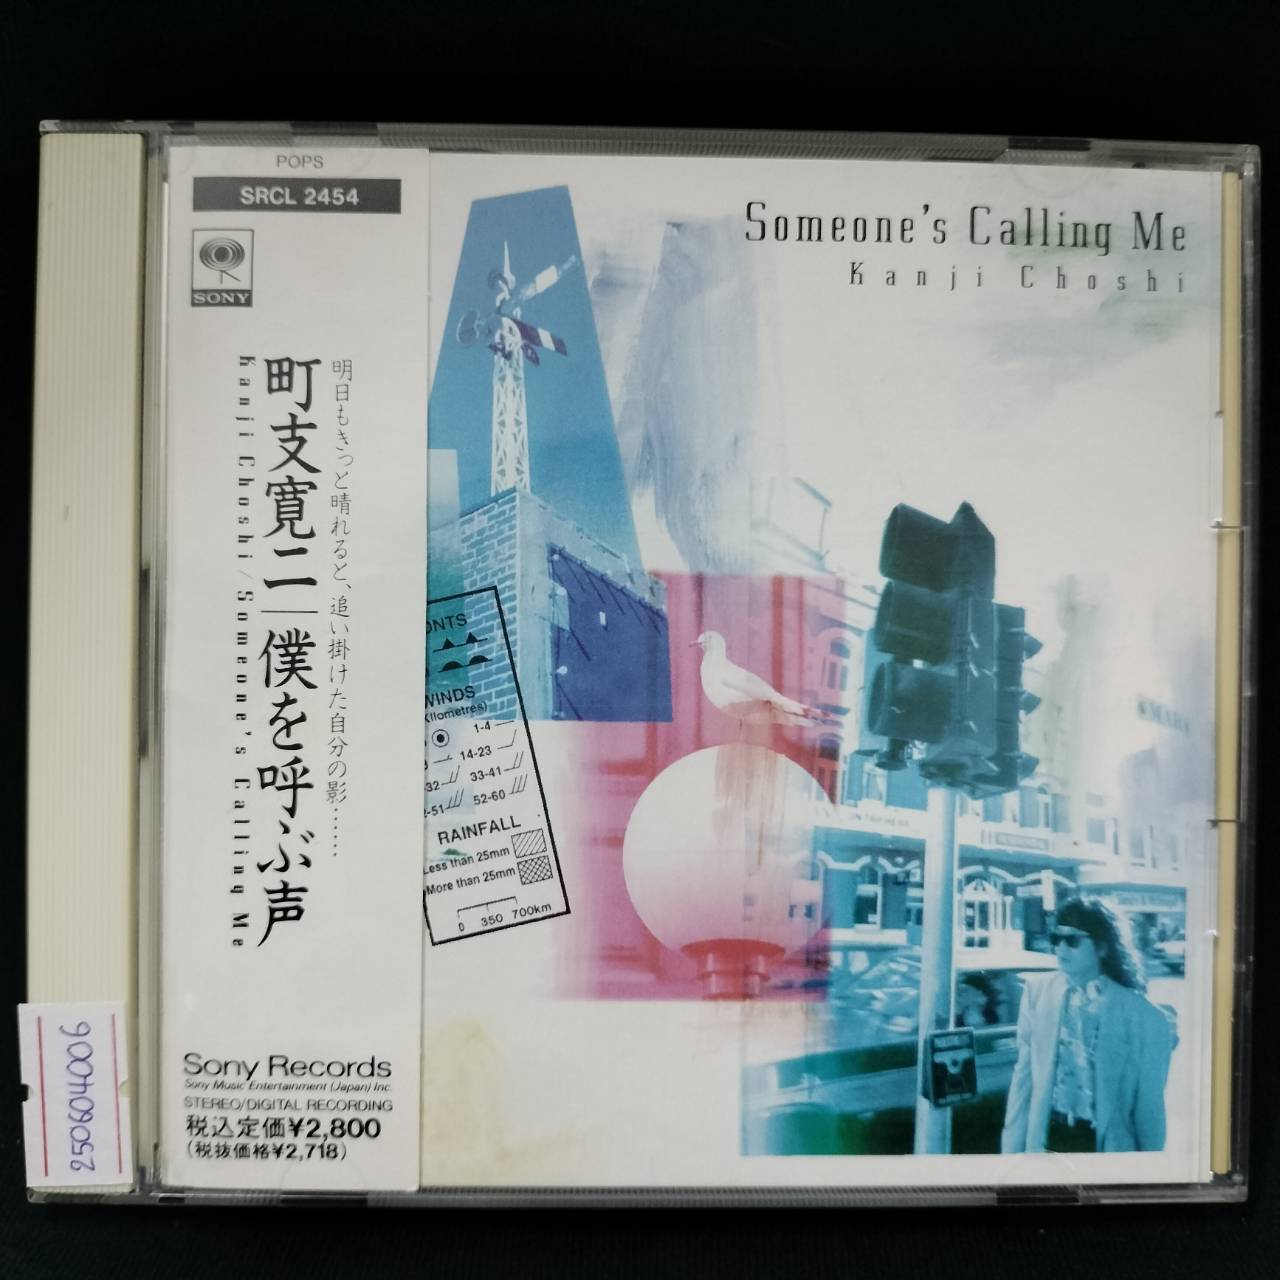 POPS
SRCL 2454
SONY
明日もきっと晴れると、追い掛けた自分の影……
町支寛二｜僕を呼ぶ声
Kanji Choshi/Someone's Calling Me
Sony Records
Sony Music Entertainment (Japan) Inc.
STEREO/DIGITAL RECORDING
税込定価¥2,800
(税抜価格¥2,718)
250604006
Someone's Calling Me
Kanji Choshi
ONTS
WINDS
(Kilometres)
1-4
14-23
-32 33-41
-51 52-60
RAINFALL
Less than 25mm
More than 25mm
0 350 700km